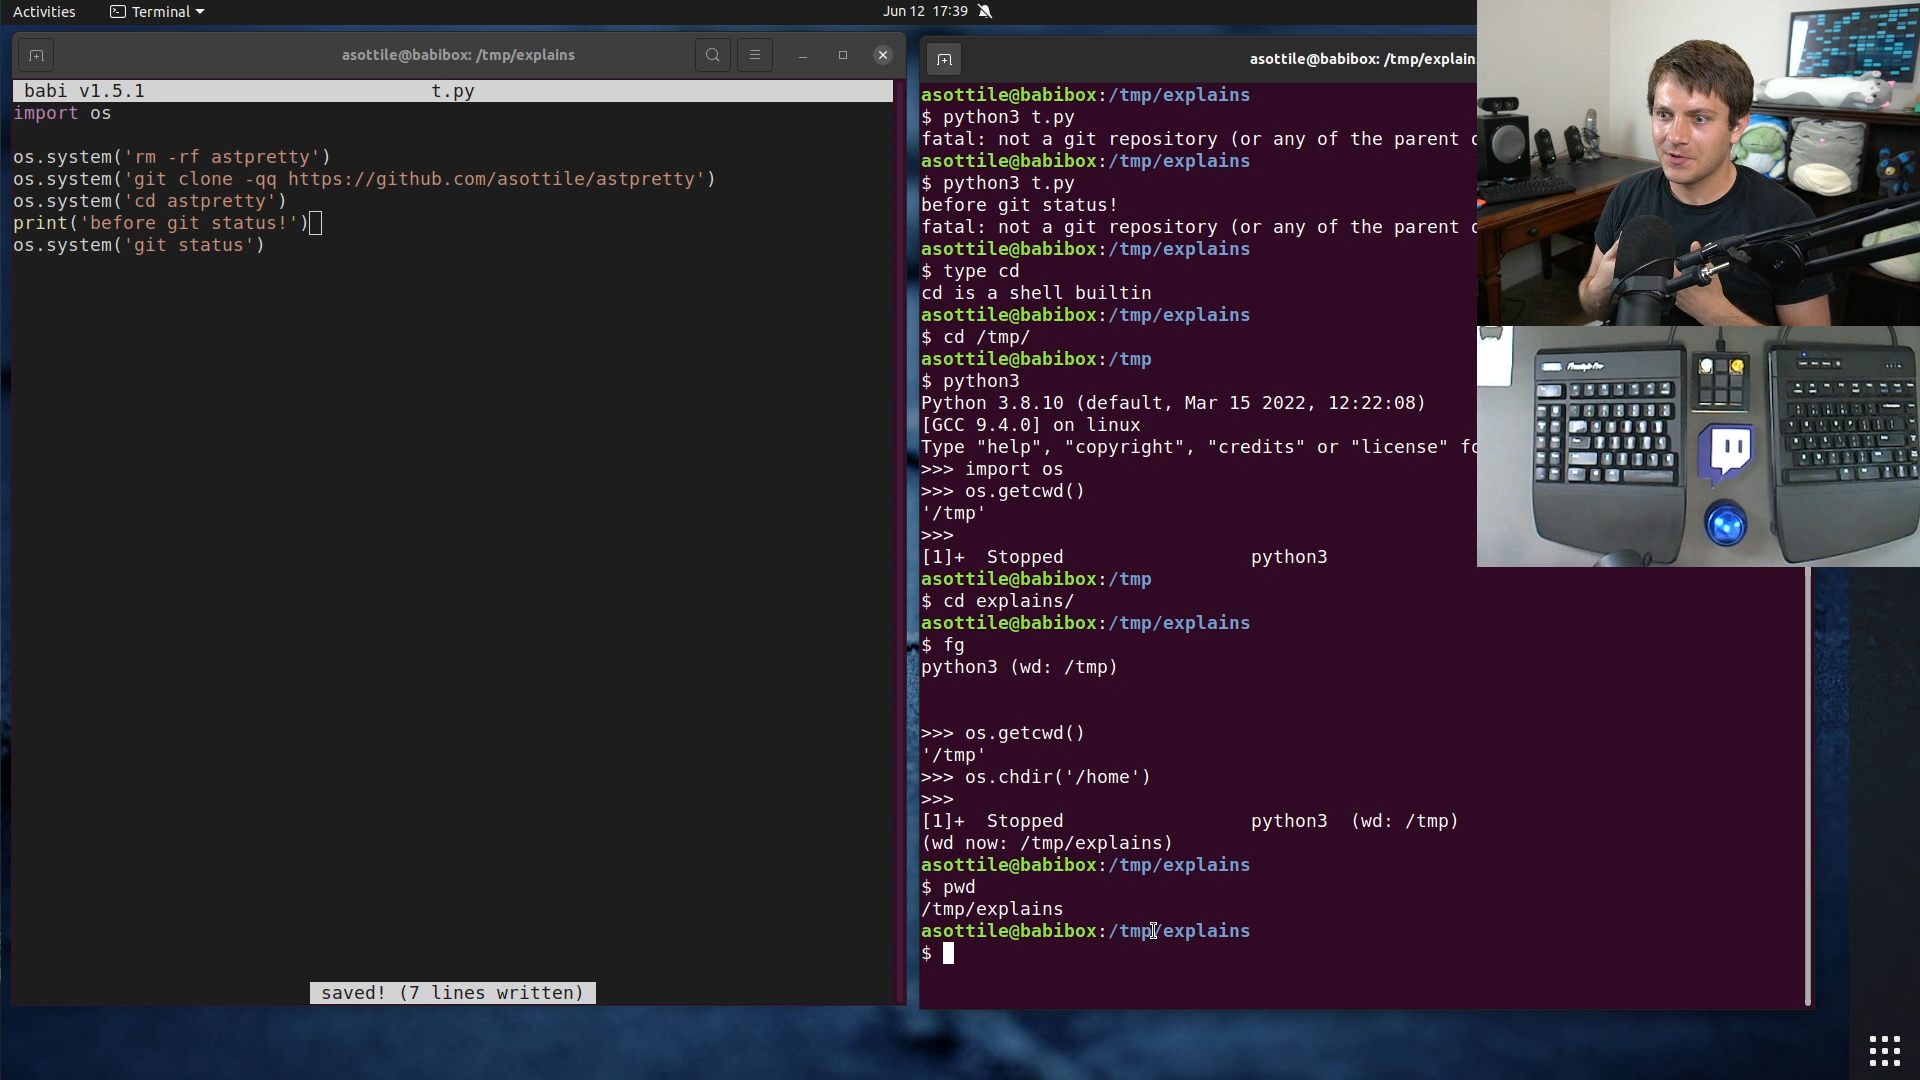 Activities
Terminal
Jun 12 17:39
asottile@babibox: /tmp/explains
babi v1.5.1 t.py
import os
os.system('rm -rf astpretty')
os.system('git clone -qq https://github.com/asottile/astpretty')
os.system('cd astpretty')
print('before git status!')
os.system('git status')
saved! (7 lines written)
asottile@babibox: /tmp/explain
asottile@babibox:/tmp/explains
$ python3 t.py
fatal: not a git repository (or any of the parent
asottile@babibox:/tmp/explains
$ python3 t.py
before git status!
fatal: not a git repository (or any of the parent
asottile@babibox:/tmp/explains
$ type cd
cd is a shell builtin
asottile@babibox:/tmp/explains
$ cd /tmp/
asottile@babibox:/tmp
$ python3
Python 3.8.10 (default, Mar 15 2022, 12:22:08)
[GCC 9.4.0] on linux
Type "help", "copyright", "credits" or "license" fo
>>> import os
>>> os.getcwd()
'/tmp'
>>>
[1]+  Stopped                 python3
asottile@babibox:/tmp
$ cd explains/
asottile@babibox:/tmp/explains
$ fg
python3 (wd: /tmp)
>>> os.getcwd()
'/tmp'
>>> os.chdir('/home')
>>>
[1]+  Stopped                 python3  (wd: /tmp)
(wd now: /tmp/explains)
asottile@babibox:/tmp/explains
$ pwd
/tmp/explains
asottile@babibox:/tmp/explains
$
Freestyle Pro